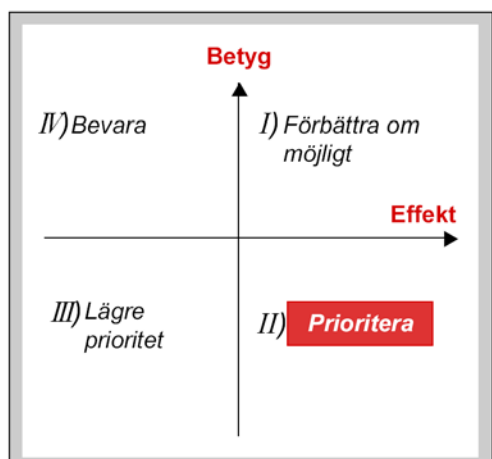 Betyg
IV) Bevara
I) Förbättra om
möjligt
Effekt
III) Lägre
prioritet
II) Prioritera